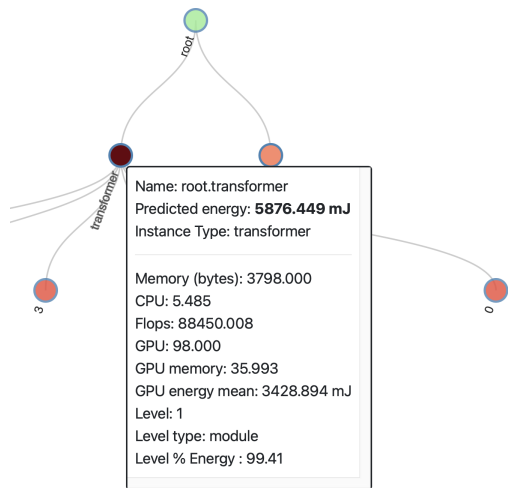 root
transformer
Name: root.transformer
Predicted energy: 5876.449 mJ
Instance Type: transformer
Memory (bytes): 3798.000
CPU: 5.485
Flops: 88450.008
GPU: 98.000
GPU memory: 35.993
GPU energy mean: 3428.894 mJ
Level: 1
Level type: module
Level % Energy : 99.41
3
0